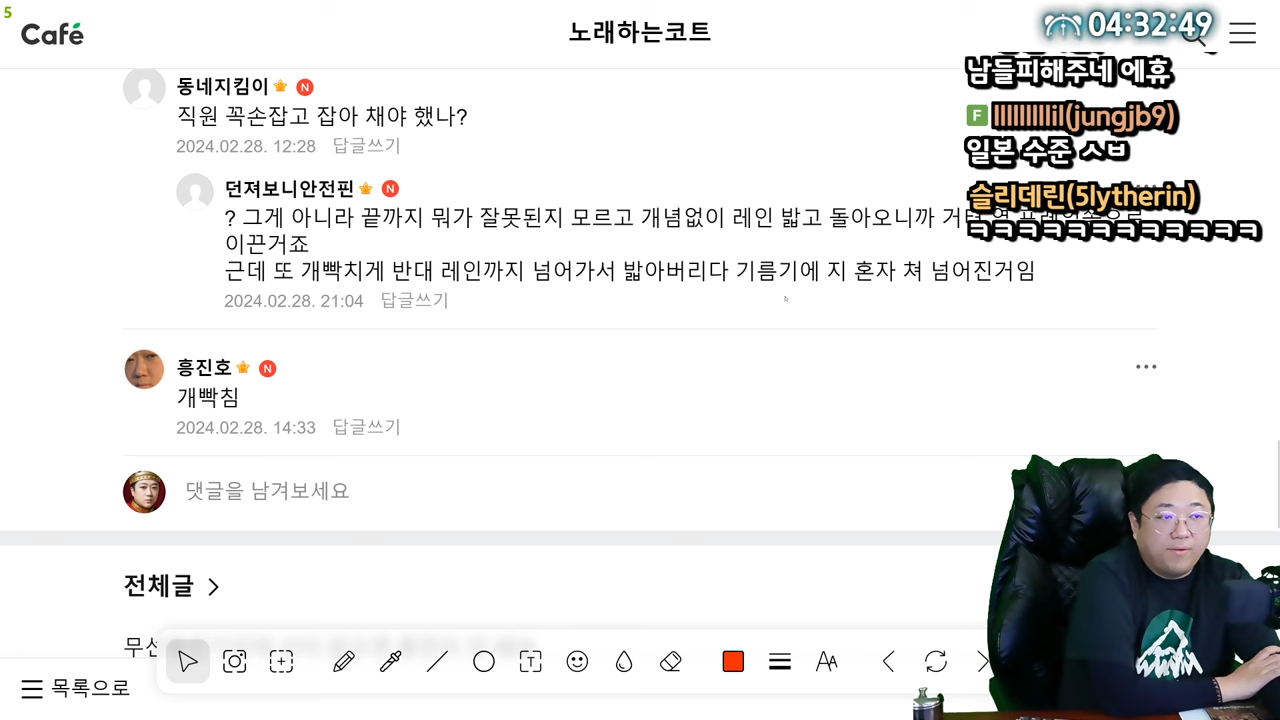 5
Café
노래하는코트
04:32:49
동네지킴이 N
직원 꼭손잡고 잡아 채야 했나?
2024.02.28. 12:28 답글쓰기
던져보니안전핀 N
? 그게 아니라 끝까지 뭐가 잘못된지 모르고 개념없이 레인 밟고 돌아오니까
이끈거죠
근데 또 개빡치게 반대 레인까지 넘어가서 밟아버리다 기름기에 지 혼자 쳐 넘어진거임
2024.02.28. 21:04 답글쓰기
흥진호 N
개빡침
2024.02.28. 14:33 답글쓰기
댓글을 남겨보세요
전체글
목록으로
남들피해주네 에휴
F llllllllllil(jungjb9)
일본 수준 ㅅㅂ
슬리데린(5lytherin)
ㅋㅋㅋㅋㅋㅋㅋㅋㅋㅋㅋㅋ